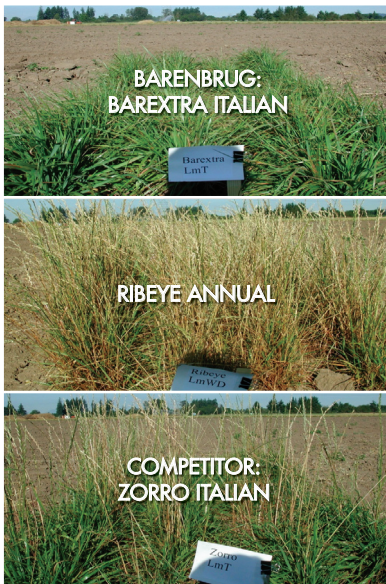 BARENBRUG:
BAREXTRA ITALIAN
Barextra
LmT
RIBEYE ANNUAL
Ribeye
LmWD
COMPETITOR:
ZORRO ITALIAN
Zorro
LmT